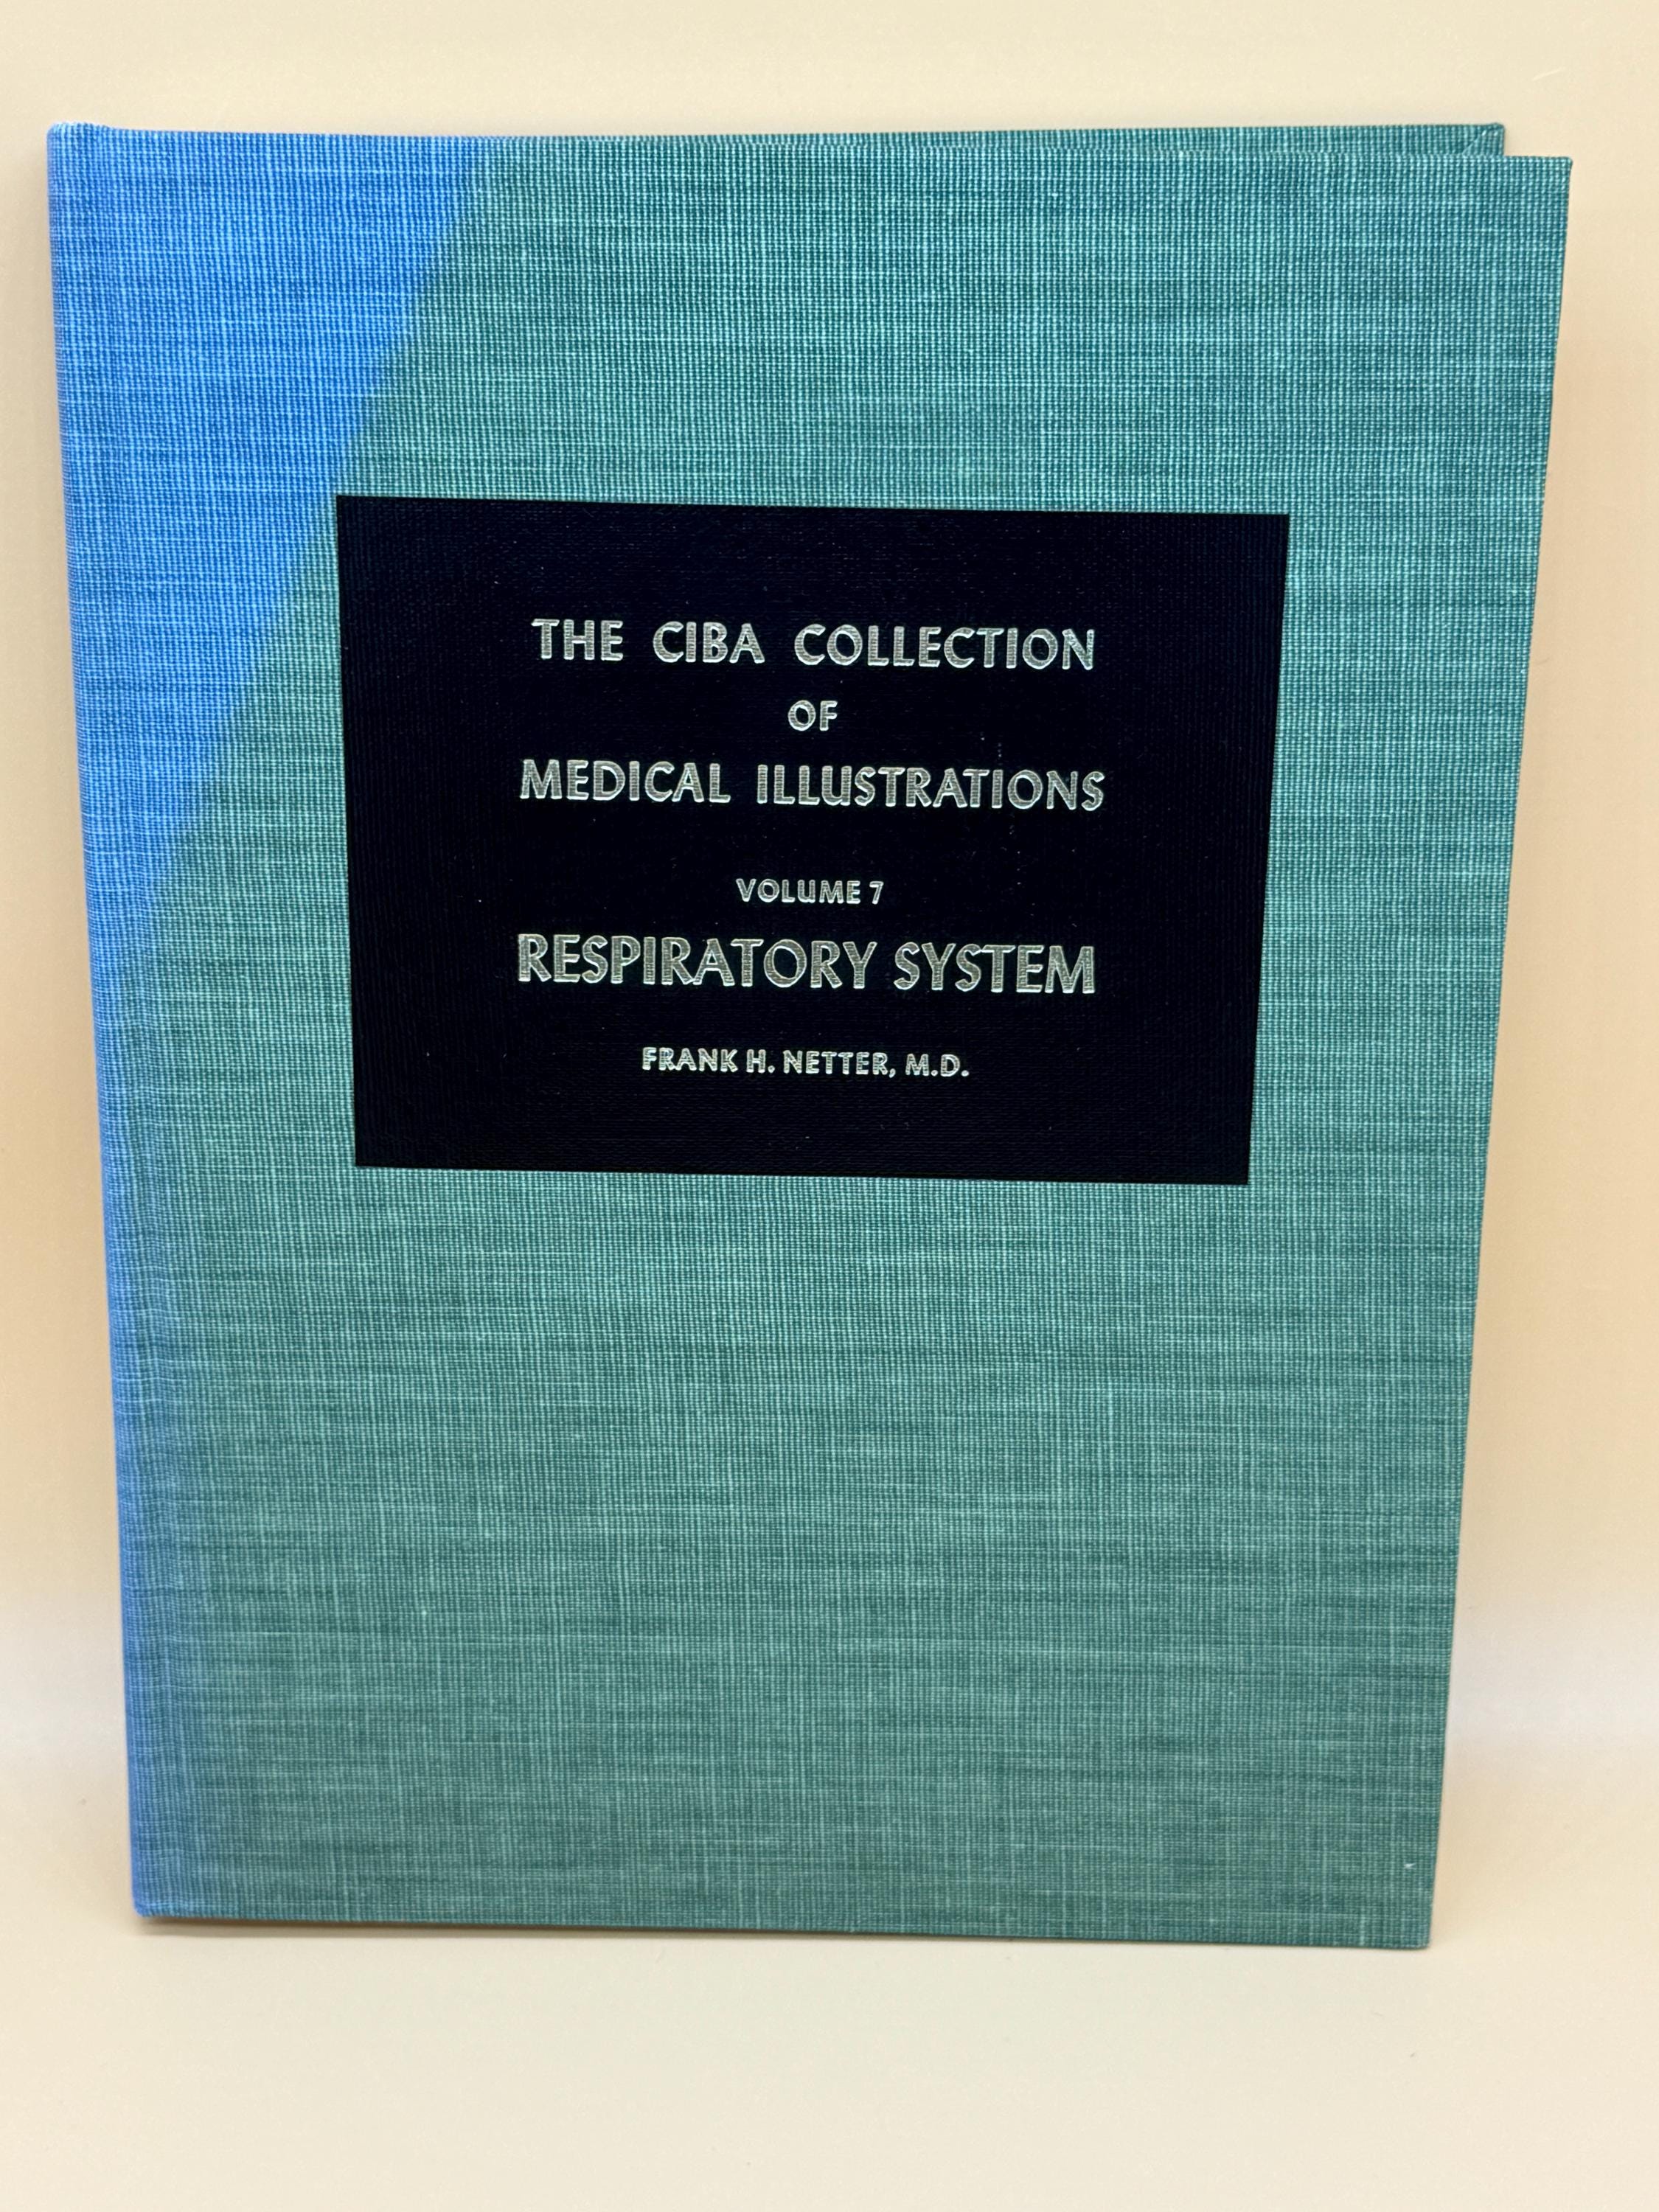 THE CIBA COLLECTION
OF
MEDICAL ILLUSTRATIONS
VOLUME 7
RESPIRATORY SYSTEM
FRANK H. NETTER, M.D.